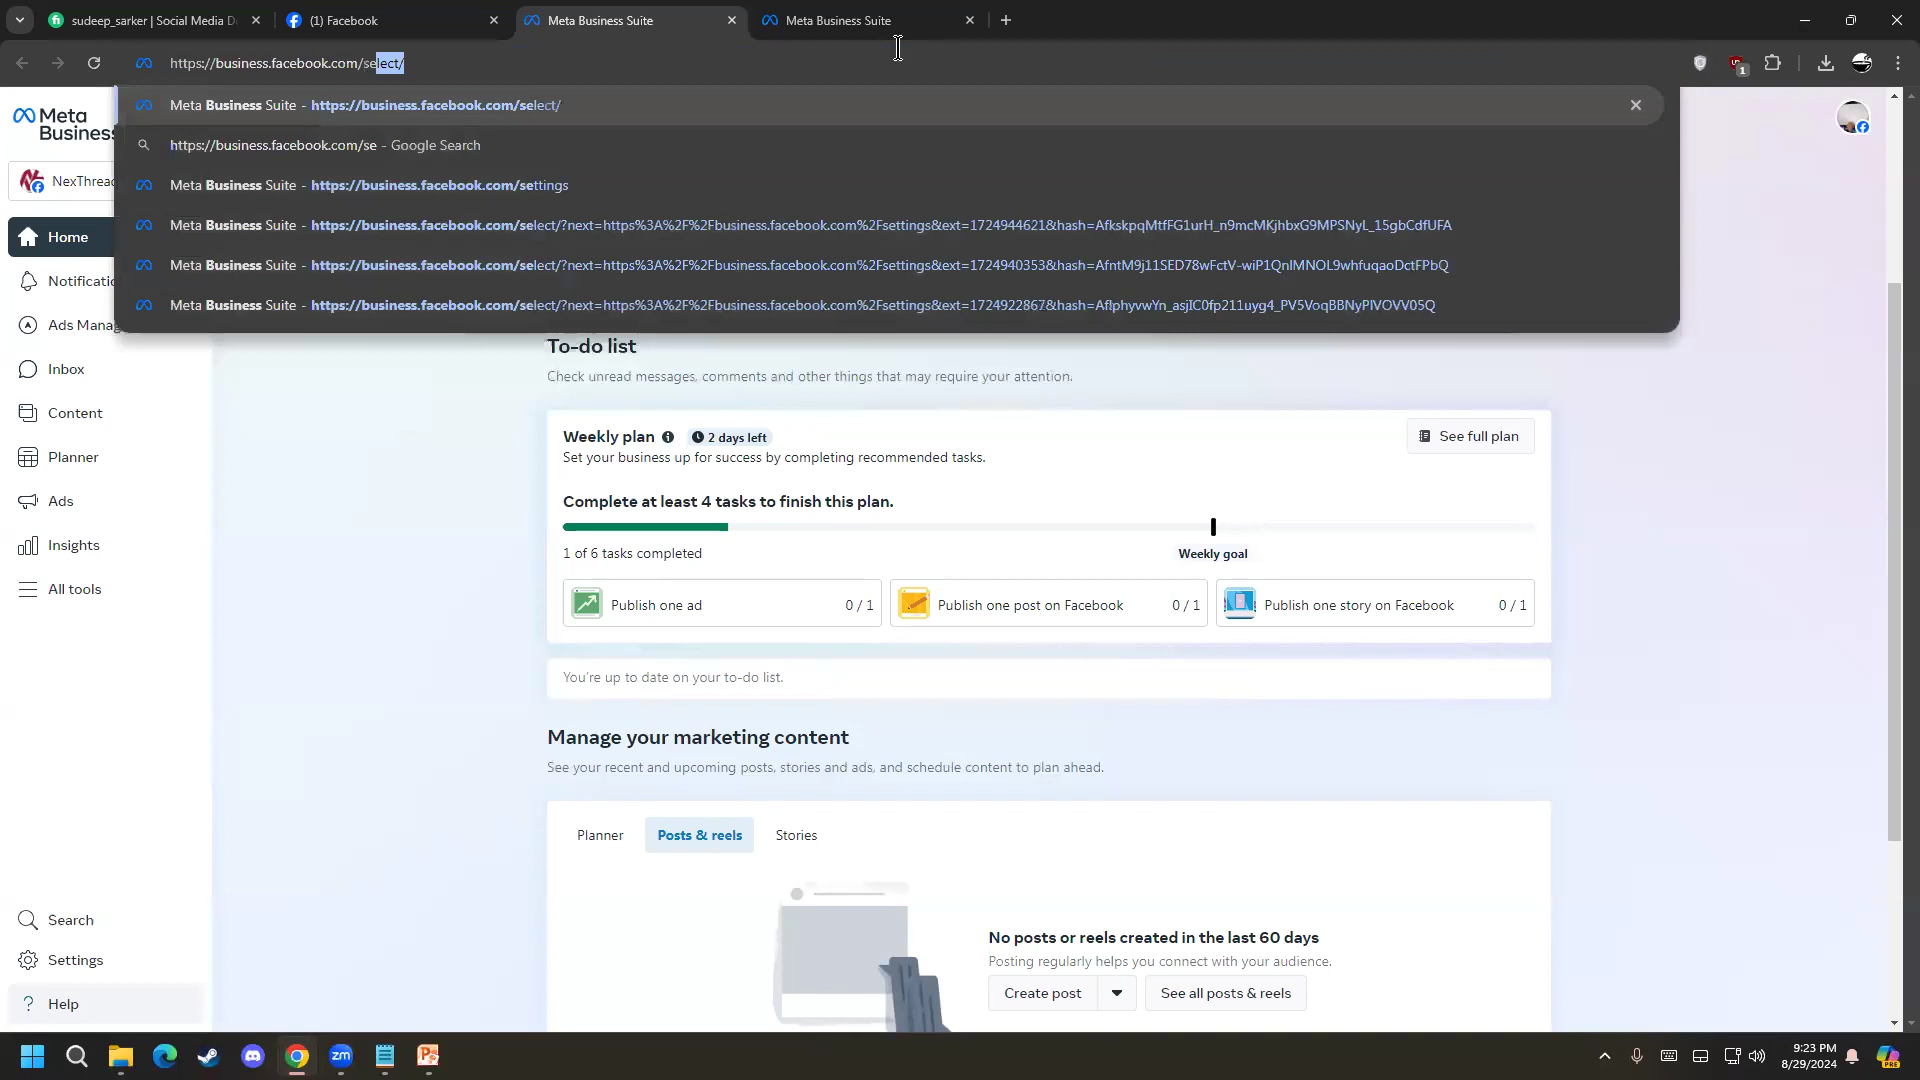 sudeep_sarker | Social Media D
(1) Facebook
Meta Business Suite
Meta Business Suite
https://business.facebook.com/select/
1
Meta Business Suite - https://business.facebook.com/select/
https://business.facebook.com/se - Google Search
Meta Business Suite - https://business.facebook.com/settings
Meta Business Suite - https://business.facebook.com/select/?next=https%3A%2F%2Fbusiness.facebook.com%2Fsettings&ext=1724944621&hash=AfkskpqMtfFG1urH_n9mcMKjhbxG9MPSNyL_15gbCdfUFA
Meta Business Suite - https://business.facebook.com/select/?next=https%3A%2F%2Fbusiness.facebook.com%2Fsettings&ext=1724940353&hash=AfntM9j11SED78wFctV-wiP1QnlMNOL9whfuqaoDctFPbQ
Meta Business Suite - https://business.facebook.com/select/?next=https%3A%2F%2Fbusiness.facebook.com%2Fsettings&ext=1724922867&hash=AflphyvwYn_asjIC0fp211uyg4_PV5VoqBBNyPlVOVV05Q
Meta
Business
NexThread
Home
Notificatio
Ads Mana
Inbox
Content
Planner
Ads
Insights
All tools
Search
Settings
Help
To-do list
Check unread messages, comments and other things that may require your attention.
Weekly plan
2 days left
See full plan
Set your business up for success by completing recommended tasks.
Complete at least 4 tasks to finish this plan.
1 of 6 tasks completed
Weekly goal
Publish one ad 0 / 1
Publish one post on Facebook 0 / 1
Publish one story on Facebook 0 / 1
You're up to date on your to-do list.
Manage your marketing content
See your recent and upcoming posts, stories and ads, and schedule content to plan ahead.
Planner
Posts & reels
Stories
No posts or reels created in the last 60 days
Posting regularly helps you connect with your audience.
Create post
See all posts & reels
zm
9:23 PM
8/29/2024
PRE